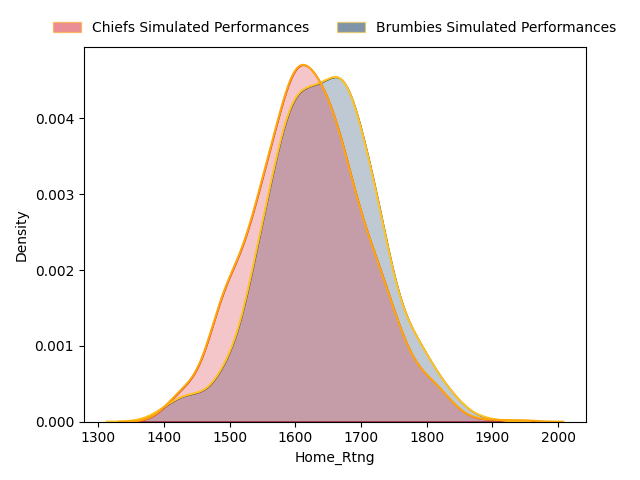 Chiefs Simulated Performances
Brumbies Simulated Performances
Density
0.004
0.003
0.002
0.001
0.000
1300 1400 1500 1600 1700 1800 1900 2000
Home_Rtng